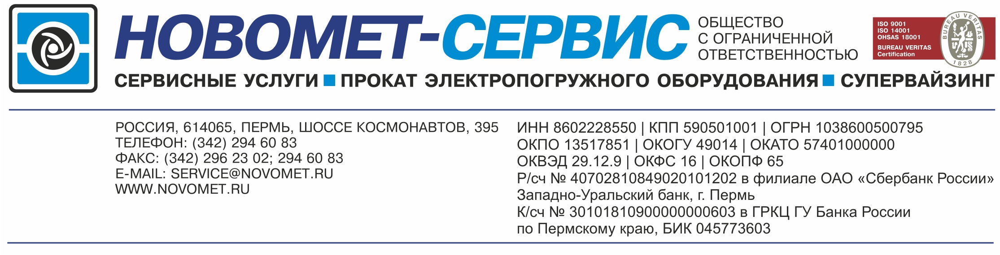 НОВОМЕТ-СЕРВИС
ОБЩЕСТВО
С ОГРАНИЧЕННОЙ
ОТВЕТСТВЕННОСТЬЮ
ISO 9001
ISO 14001
OHSAS 18001
BUREAU VERITAS
Certification
BUREAU VERITAS
1828
СЕРВИСНЫЕ УСЛУГИ ■ ПРОКАТ ЭЛЕКТРОПОГРУЖНОГО ОБОРУДОВАНИЯ ■ СУПЕРВАЙЗИНГ
РОССИЯ, 614065, ПЕРМЬ, ШОССЕ КОСМОНАВТОВ, 395
ТЕЛЕФОН: (342) 294 60 83
ФАКС: (342) 296 23 02; 294 60 83
E-MAIL: SERVICE@NOVOMET.RU
WWW.NOVOMET.RU
ИНН 8602228550 | КПП 590501001 | ОГРН 1038600500795
ОКПО 13517851 | ОКОГУ 49014 | ОКАТО 57401000000
ОКВЭД 29.12.9 | ОКФС 16 | ОКОПФ 65
Р/сч № 40702810849020101202 в филиале ОАО «Сбербанк России»
Западно-Уральский банк, г. Пермь
К/сч № 30101810900000000603 в ГРКЦ ГУ Банка России
по Пермскому краю, БИК 045773603